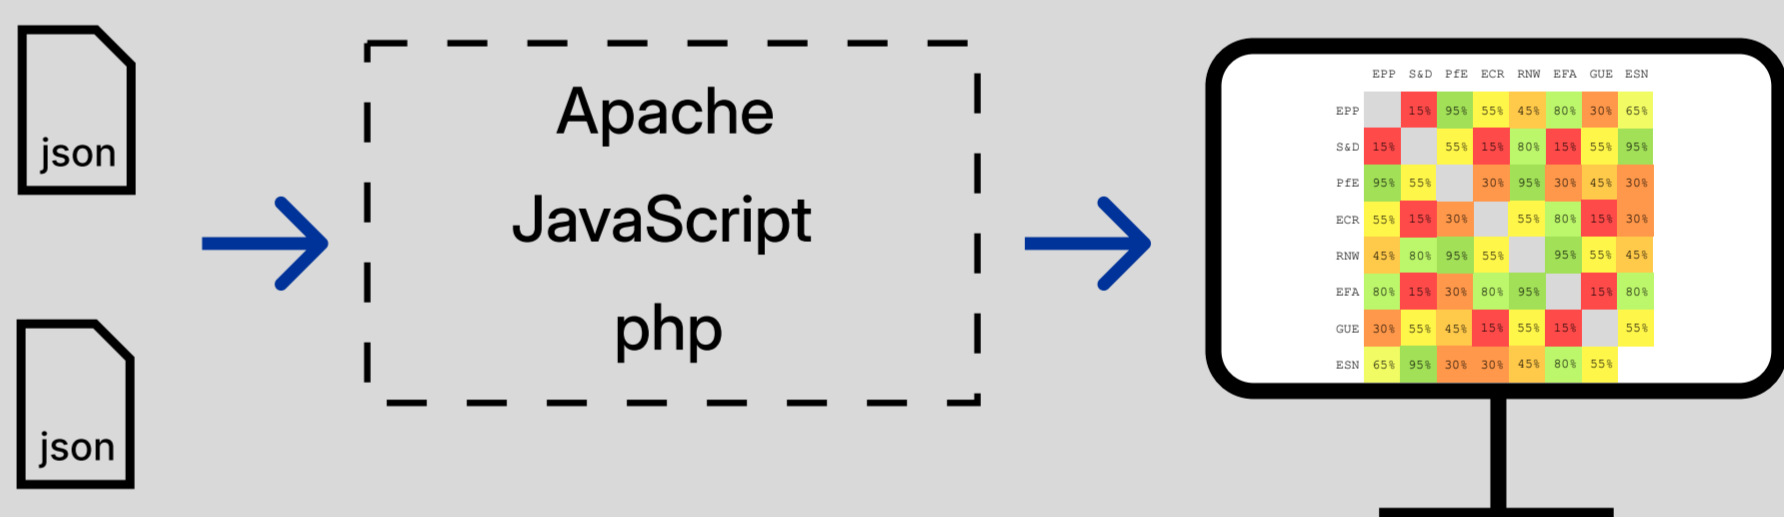 json
json
Apache
JavaScript
php
EPP S&D PfE ECR RNW EFA GUE ESN
EPP 15% 95% 55% 45% 80% 30% 65%
S&D 15% 55% 15% 80% 15% 55% 95%
PfE 95% 55% 30% 95% 30% 45% 30%
ECR 55% 15% 30% 55% 80% 15% 30%
RNW 45% 80% 95% 55% 95% 55% 45%
EFA 80% 15% 30% 80% 95% 15% 80%
GUE 30% 55% 45% 15% 55% 15% 55%
ESN 65% 95% 30% 30% 45% 80% 55%